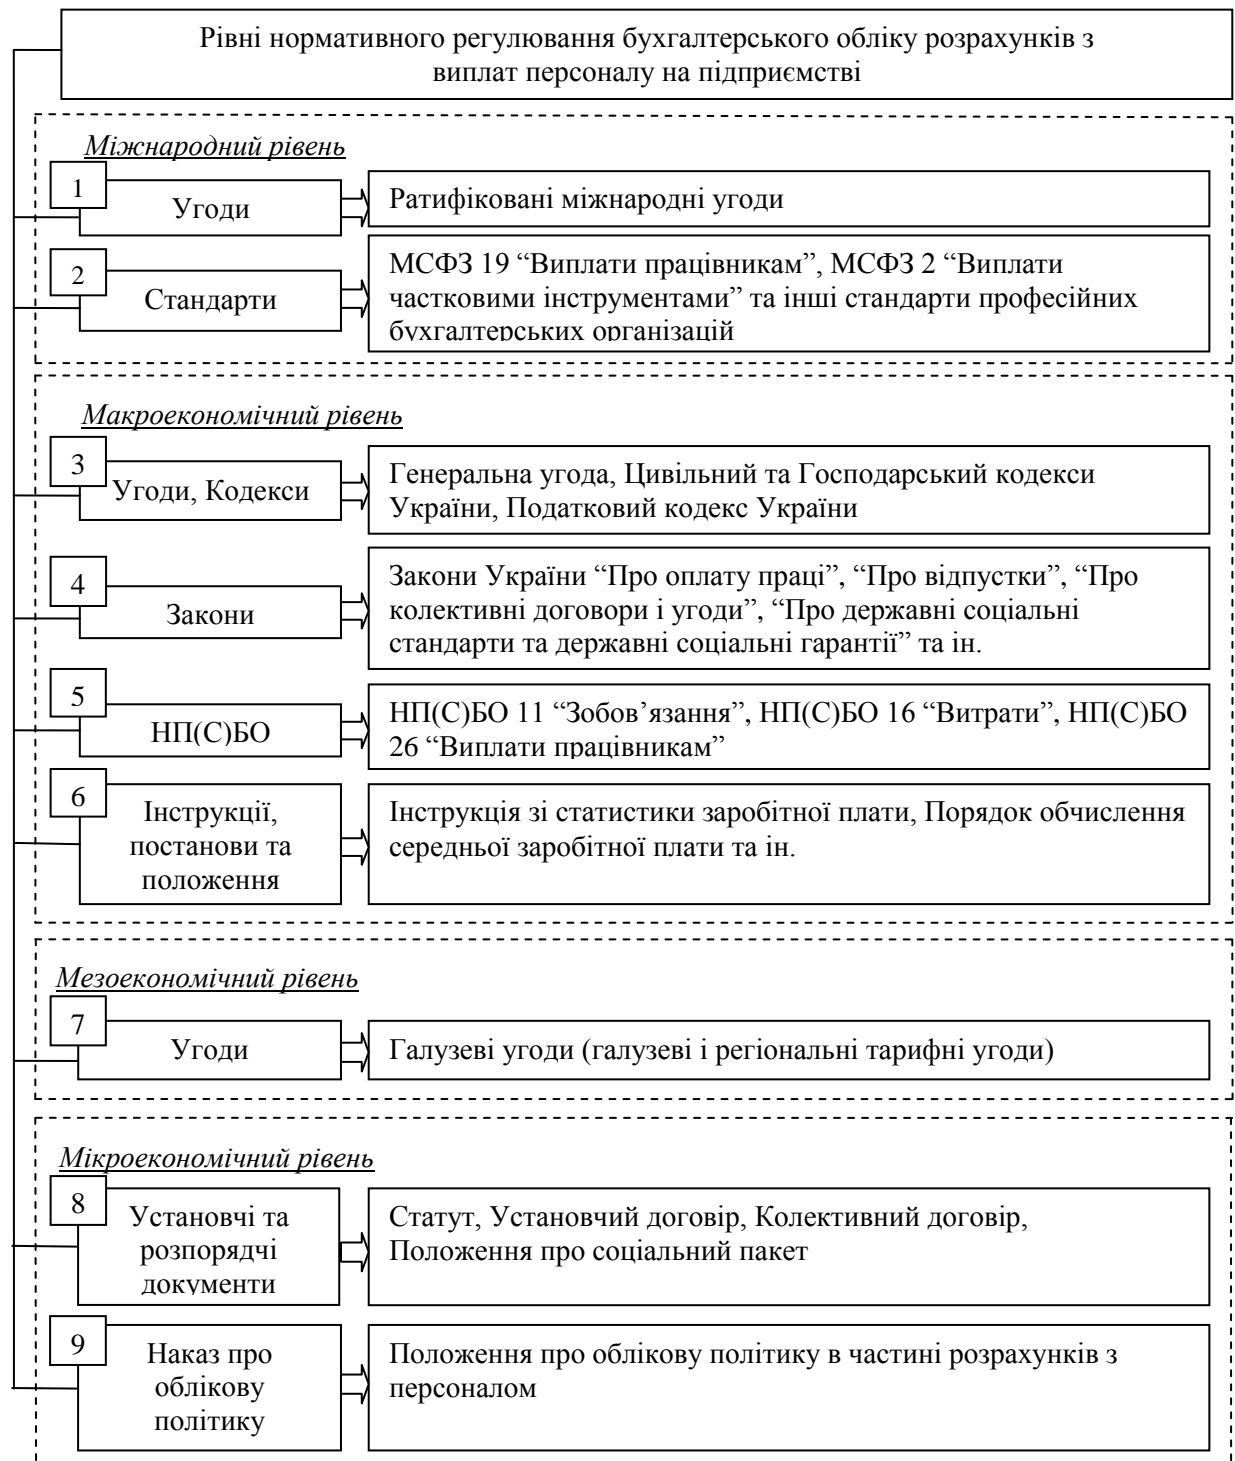 Рівні нормативного регулювання бухгалтерського обліку розрахунків з
виплат персоналу на підприємстві
Міжнародний рівень
1
Угоди
Ратифіковані міжнародні угоди
2
Стандарти
МСФЗ 19 “Виплати працівникам”, МСФЗ 2 “Виплати
частковими інструментами” та інші стандарти професійних
бухгалтерських організацій
Макроекономічний рівень
3
Угоди, Кодекси
Генеральна угода, Цивільний та Господарський кодекси
України, Податковий кодекс України
4
Закони
Закони України “Про оплату праці”, “Про відпустки”, “Про
колективні договори і угоди”, “Про державні соціальні
стандарти та державні соціальні гарантії” та ін.
5
НП(С)БО
НП(С)БО 11 “Зобов’язання”, НП(С)БО 16 “Витрати”, НП(С)БО
26 “Виплати працівникам”
6
Інструкції,
постанови та
положення
Інструкція зі статистики заробітної плати, Порядок обчислення
середньої заробітної плати та ін.
Мезоекономічний рівень
7
Угоди
Галузеві угоди (галузеві і регіональні тарифні угоди)
Мікроекономічний рівень
8
Установчі та
розпорядчі
документи
Статут, Установчий договір, Колективний договір,
Положення про соціальний пакет
9
Наказ про
облікову
політику
Положення про облікову політику в частині розрахунків з
персоналом